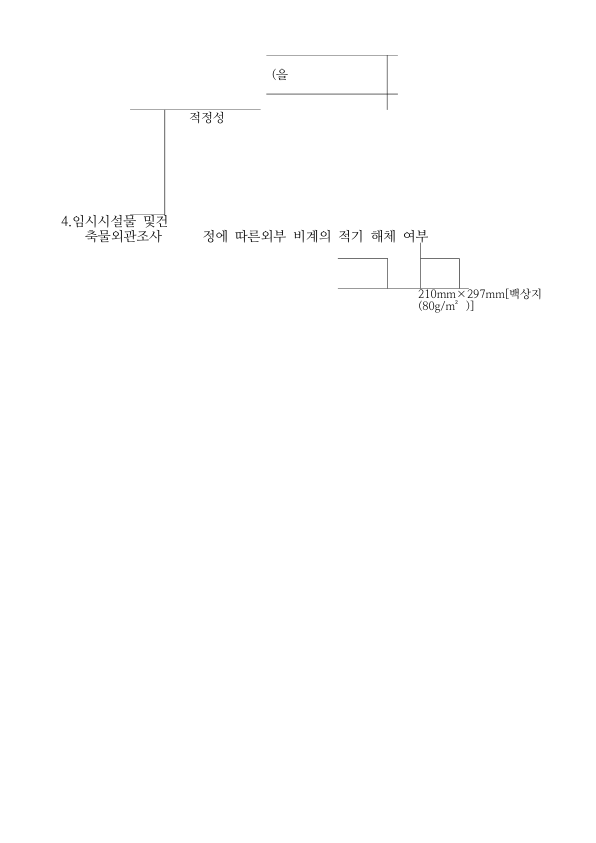 (을
적정성
4.임시시설물 및건
축물외관조사 정에 따른외부 비계의 적기 해체 여부
210mm×297mm[백상지
(80g/㎡ )]